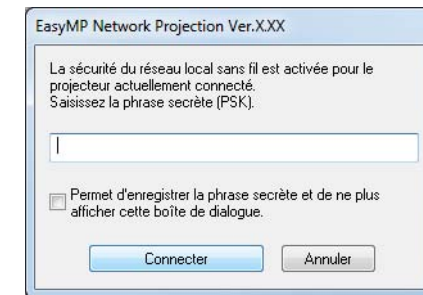 EasyMP Network Projection Ver.X.XX
La sécurité du réseau local sans fil est activée pour le
projecteur actuellement connecté.
Saisissez la phrase secrète (PSK).
Permet d'enregistrer la phrase secrète et de ne plus
afficher cette boîte de dialogue.
Connecter
Annuler